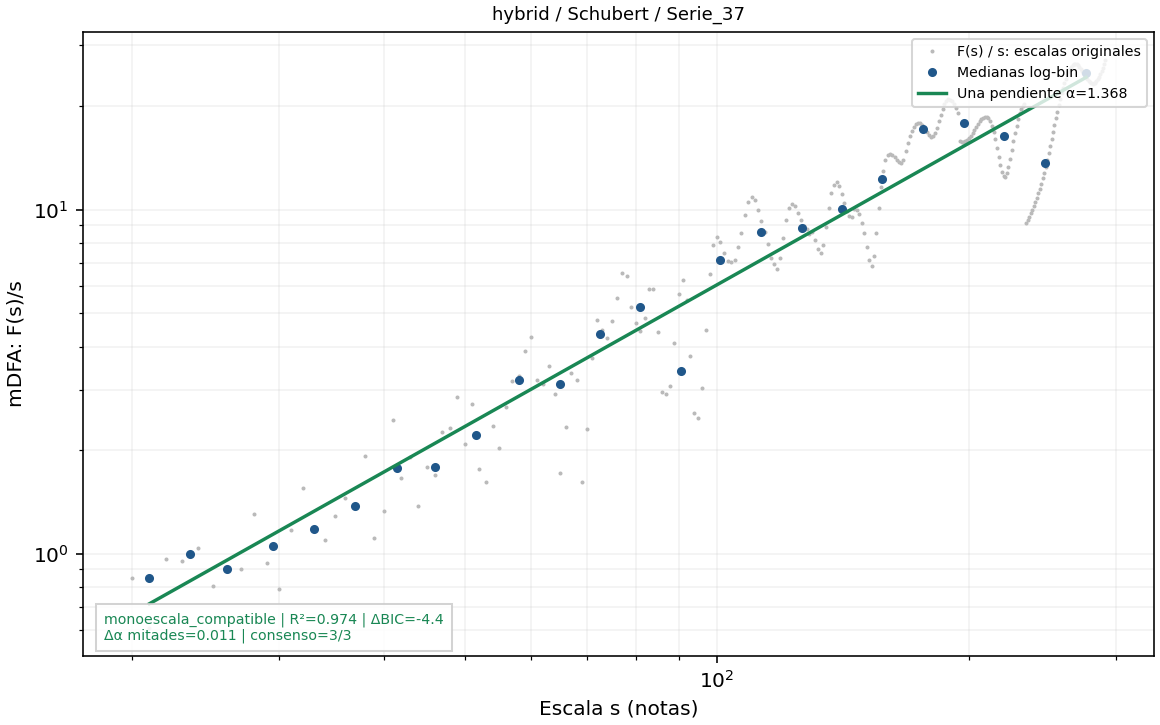 hybrid / Schubert / Serie_37
F(s) / s: escalas originales
Medianas log-bin
Una pendiente α=1.368
mDFA: F(s)/s
10¹
10⁰
monoescala_compatible | R²=0.974 | ΔBIC=-4.4
Δα mitades=0.011 | consenso=3/3
10²
Escala s (notas)